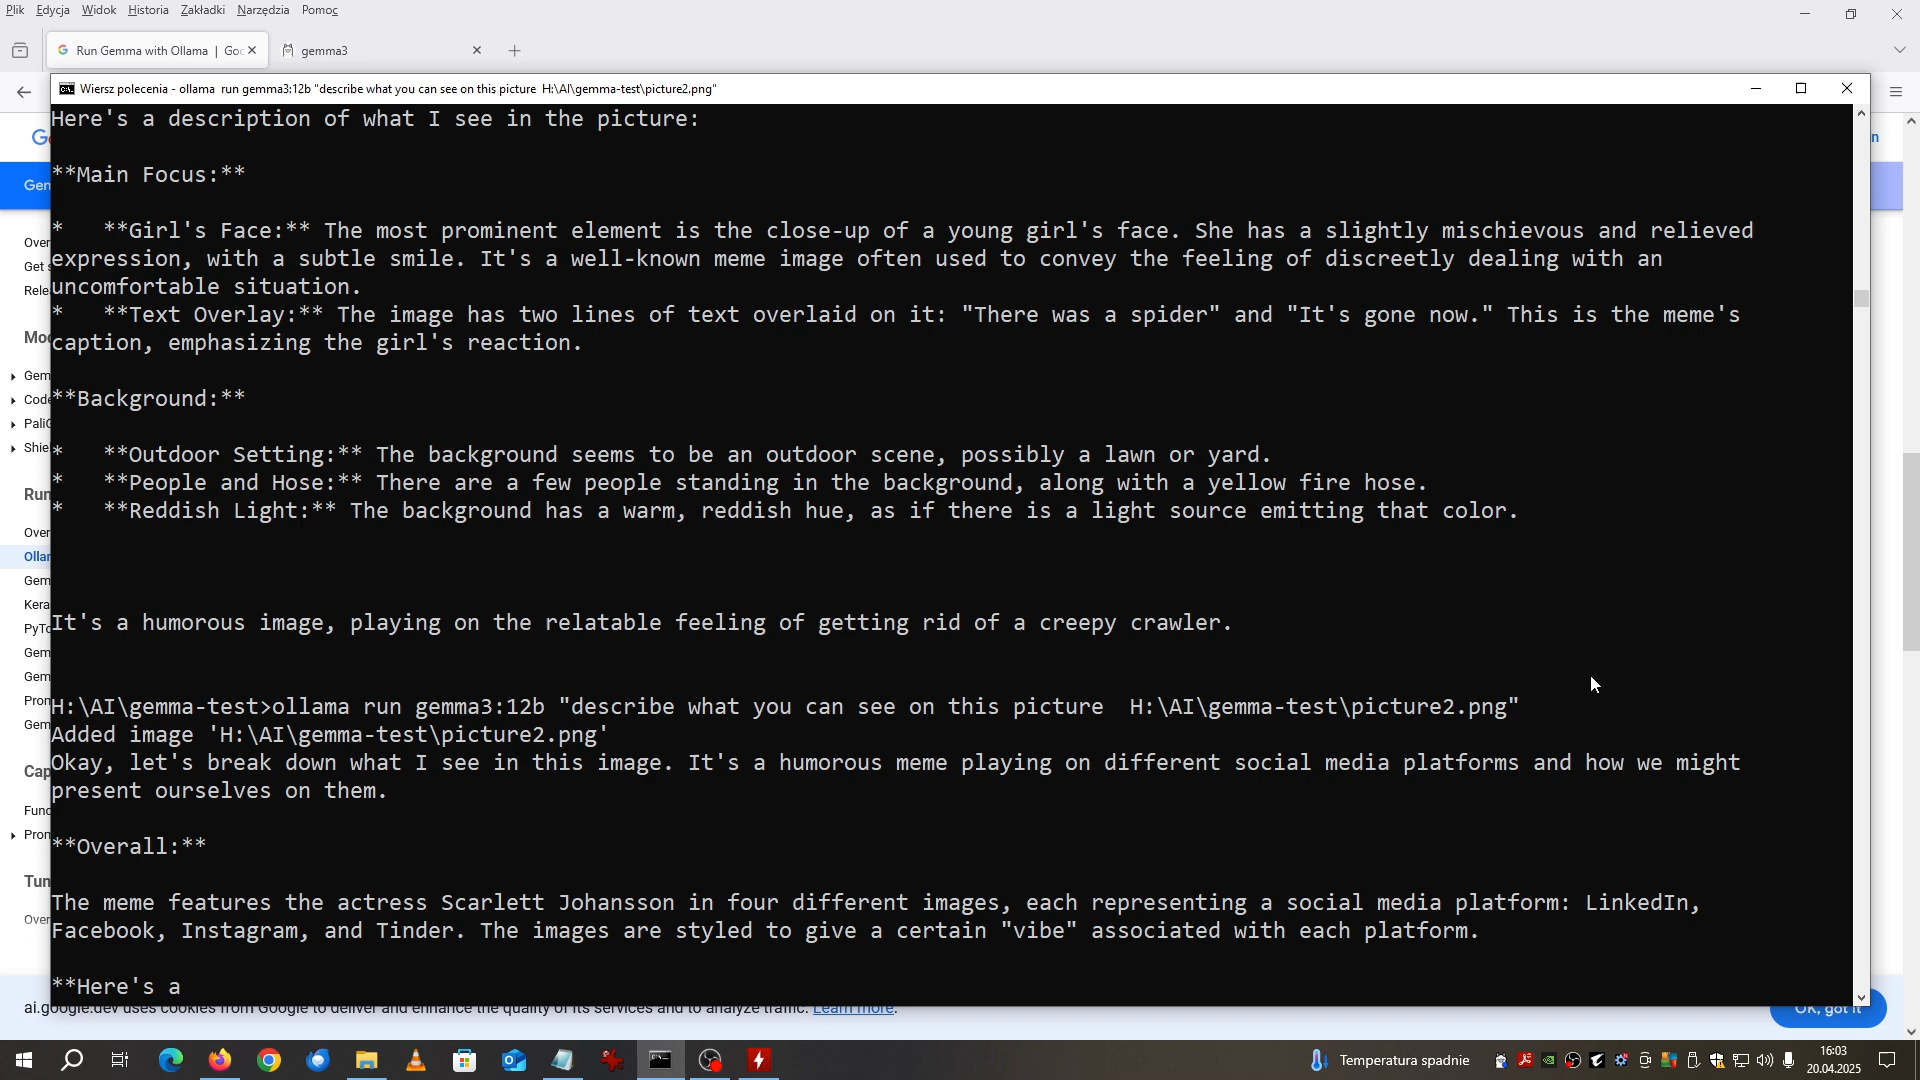 Plik Edycja Widok Historia Zakładki Narzędzia Pomoc
Run Gemma with Ollama | Goo
gemma3
Wiersz polecenia - ollama run gemma3:12b "describe what you can see on this picture H:\AI\gemma-test\picture2.png"
Here's a description of what I see in the picture:
**Main Focus:**
* **Girl's Face:** The most prominent element is the close-up of a young girl's face. She has a slightly mischievous and relieved
expression, with a subtle smile. It's a well-known meme image often used to convey the feeling of discreetly dealing with an
uncomfortable situation.
* **Text Overlay:** The image has two lines of text overlaid on it: "There was a spider" and "It's gone now." This is the meme's
caption, emphasizing the girl's reaction.
**Background:**
* **Outdoor Setting:** The background seems to be an outdoor scene, possibly a lawn or yard.
* **People and Hose:** There are a few people standing in the background, along with a yellow fire hose.
* **Reddish Light:** The background has a warm, reddish hue, as if there is a light source emitting that color.
It's a humorous image, playing on the relatable feeling of getting rid of a creepy crawler.
H:\AI\gemma-test>ollama run gemma3:12b "describe what you can see on this picture  H:\AI\gemma-test\picture2.png"
Added image 'H:\AI\gemma-test\picture2.png'
Okay, let's break down what I see in this image. It's a humorous meme playing on different social media platforms and how we might
present ourselves on them.
**Overall:**
The meme features the actress Scarlett Johansson in four different images, each representing a social media platform: LinkedIn,
Facebook, Instagram, and Tinder. The images are styled to give a certain "vibe" associated with each platform.
**Here's a
ai.google.dev uses cookies from Google to deliver and enhance the quality of its services and to analyze traffic. Learn more.
OK, got it
Temperatura spadnie
16:03
20.04.2025